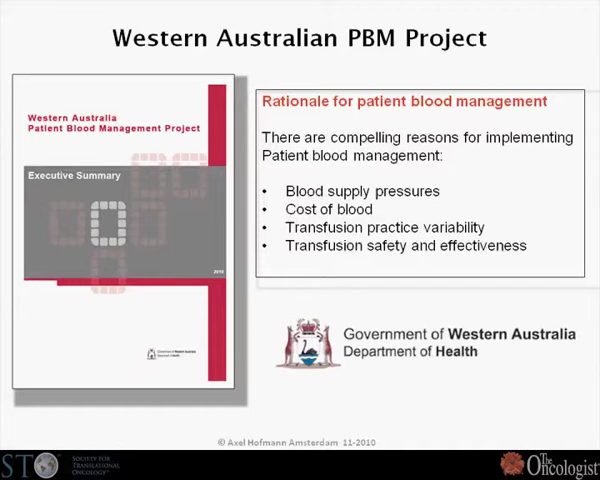 Western Australian PBM Project
Western Australia
Patient Blood Management Project
Executive Summary
2010
Government of Western Australia
Department of Health
Rationale for patient blood management
There are compelling reasons for implementing
Patient blood management:
• Blood supply pressures
• Cost of blood
• Transfusion practice variability
• Transfusion safety and effectiveness
Government of Western Australia
Department of Health
© Axel Hofmann Amsterdam 11-2010
STO
SOCIETY FOR
TRANSLATIONAL
ONCOLOGY
The
Oncologist